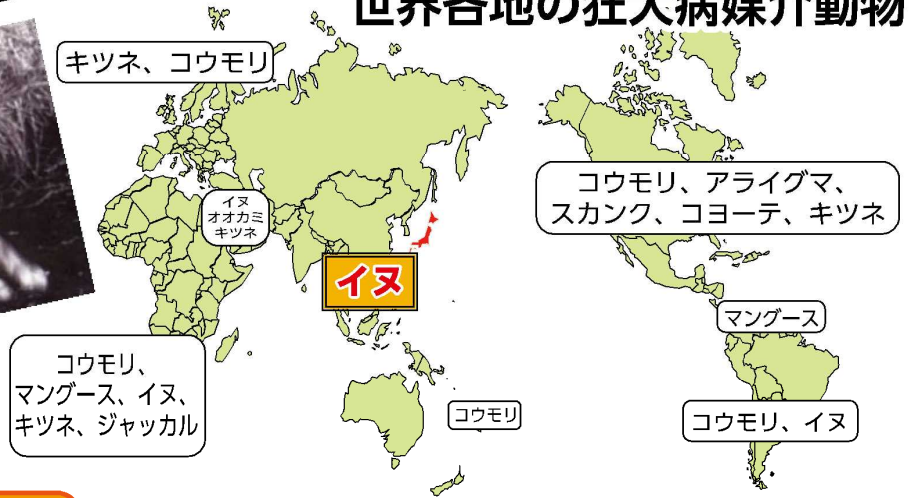 世界各地の狂犬病媒介動物
キツネ、コウモリ
イヌ
オオカミ
キツネ
コウモリ、アライグマ、
スカンク、コヨーテ、キツネ
イヌ
マングース
コウモリ、
マングース、イヌ、
キツネ、ジャッカル
コウモリ
コウモリ、イヌ